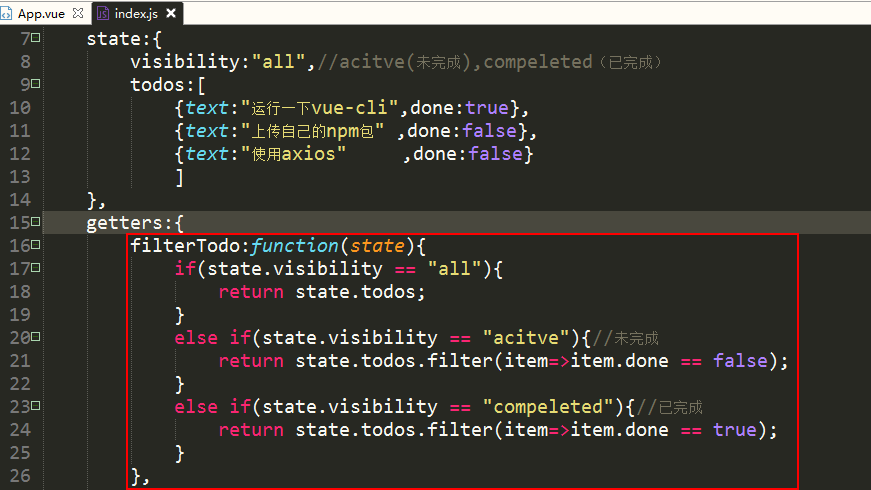 App.vue index.js
7 state:{
8 visibility:"all",//acitve(未完成),compeleted（已完成）
9 todos:[
10 {text:"运行一下vue-cli",done:true},
11 {text:"上传自己的npm包" ,done:false},
12 {text:"使用axios" ,done:false}
13 ]
14 },
15 getters:{
16 filterTodo:function(state){
17 if(state.visibility == "all"){
18 return state.todos;
19 }
20 else if(state.visibility == "acitve"){//未完成
21 return state.todos.filter(item=>item.done == false);
22 }
23 else if(state.visibility == "compeleted"){//已完成
24 return state.todos.filter(item=>item.done == true);
25 }
26 },